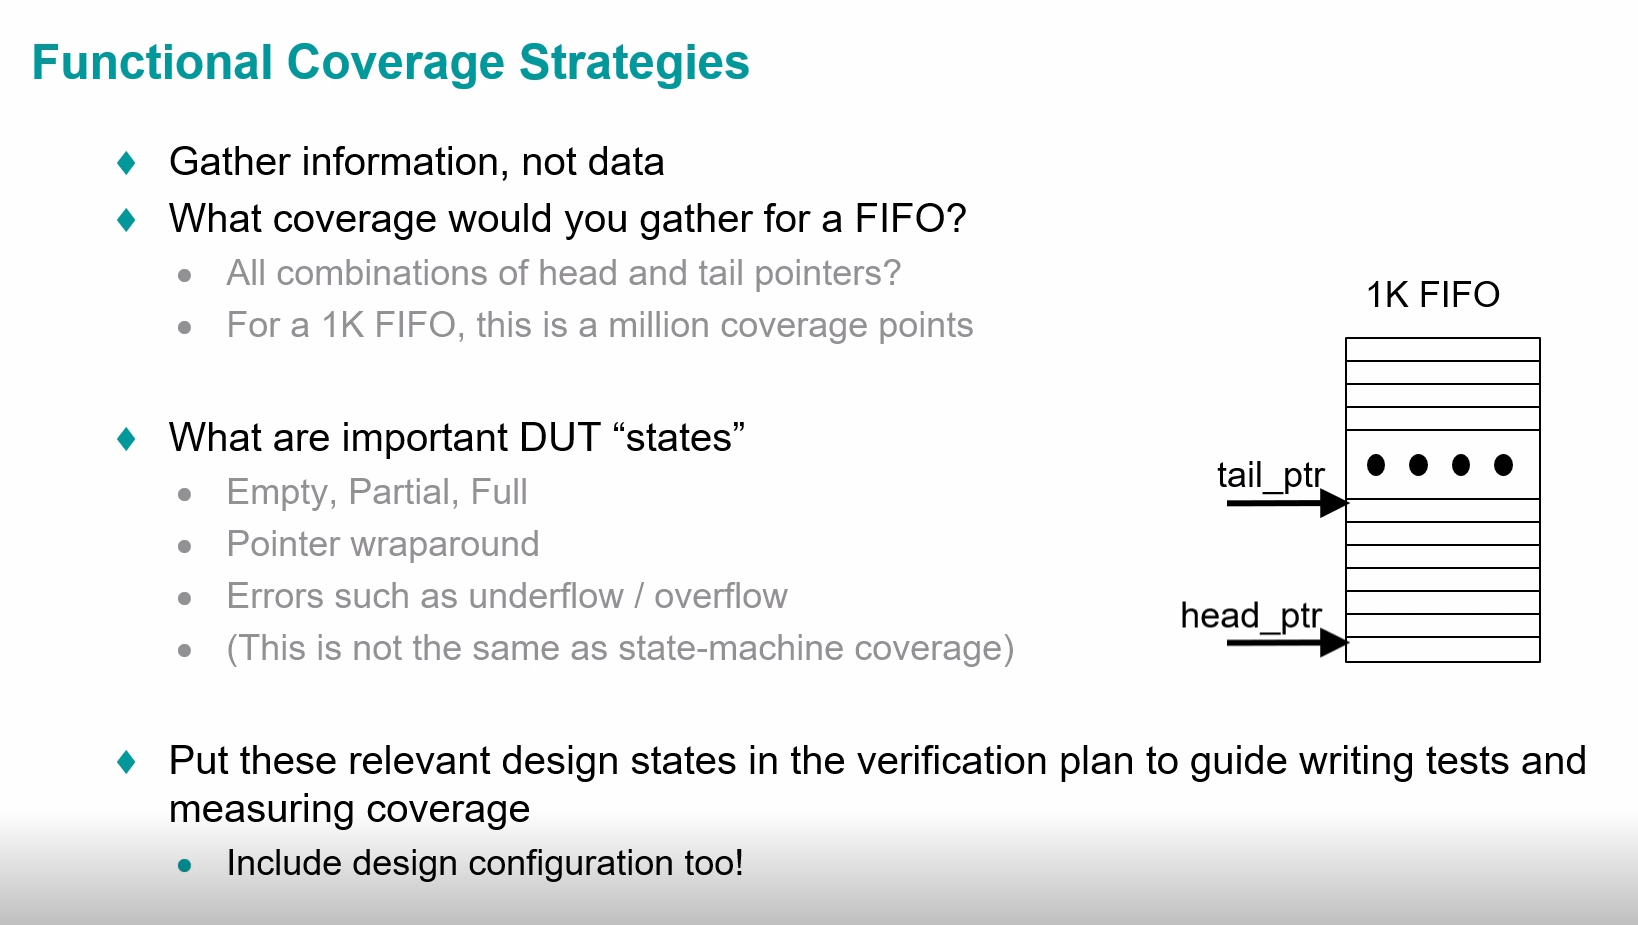 Functional Coverage Strategies
Gather information, not data
What coverage would you gather for a FIFO?
All combinations of head and tail pointers?
For a 1K FIFO, this is a million coverage points
What are important DUT “states”
Empty, Partial, Full
Pointer wraparound
Errors such as underflow / overflow
(This is not the same as state-machine coverage)
Put these relevant design states in the verification plan to guide writing tests and
measuring coverage
Include design configuration too!
1K FIFO
tail_ptr
head_ptr